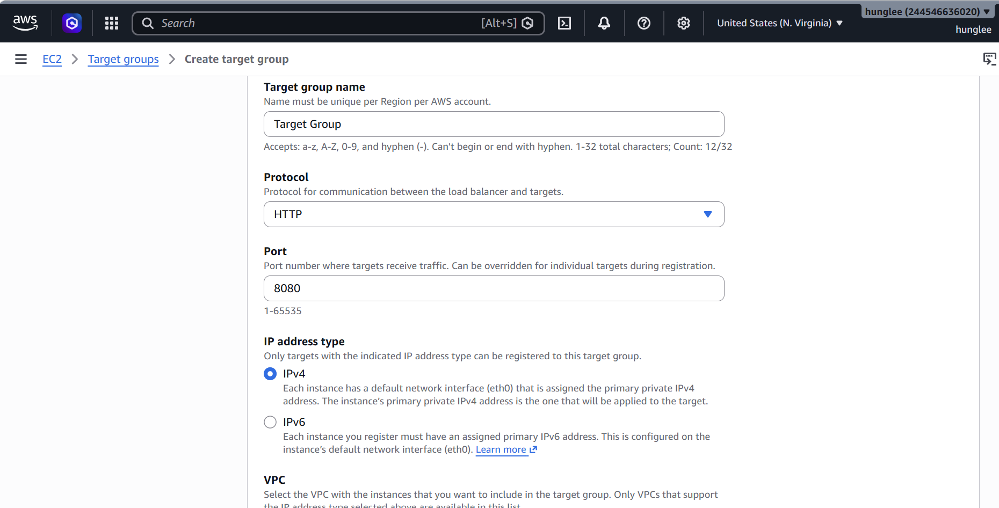 aws
Search
[Alt+S]
United States (N. Virginia)
hunglee (244546636020)
hunglee
EC2
Target groups
Create target group
Target group name
Name must be unique per Region per AWS account.
Target Group
Accepts: a-z, A-Z, 0-9, and hyphen (-). Can't begin or end with hyphen. 1-32 total characters; Count: 12/32
Protocol
Protocol for communication between the load balancer and targets.
HTTP
Port
Port number where targets receive traffic. Can be overridden for individual targets during registration.
8080
1-65535
IP address type
Only targets with the indicated IP address type can be registered to this target group.
IPv4
Each instance has a default network interface (eth0) that is assigned the primary private IPv4
address. The instance’s primary private IPv4 address is the one that will be applied to the target.
IPv6
Each instance you register must have an assigned primary IPv6 address. This is configured on the
instance’s default network interface (eth0). Learn more
VPC
Select the VPC with the instances that you want to include in the target group. Only VPCs that support
the IP address type selected above are available in this list.